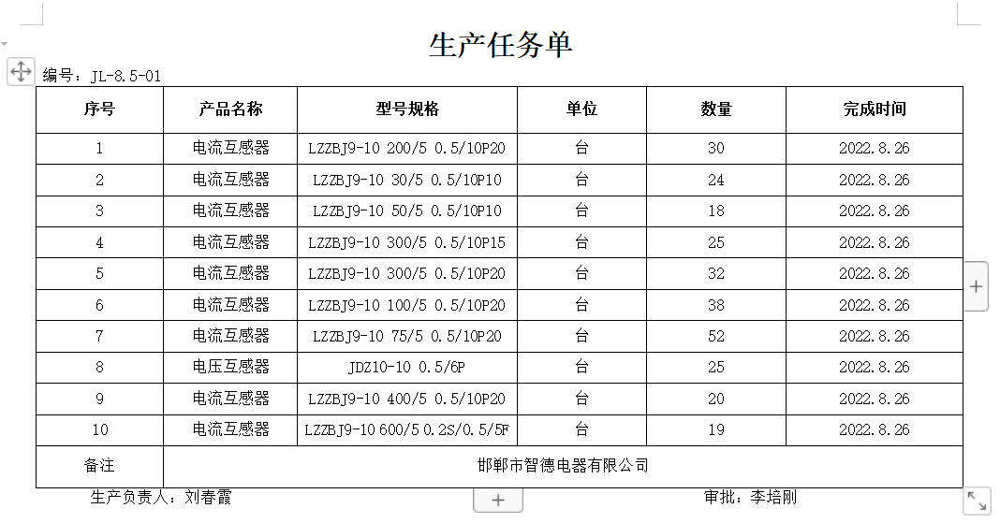 生产任务单
编号：JL-8.5-01
序号 产品名称 型号规格 单位 数量 完成时间
1 电流互感器 LZZBJ9-10 200/5 0.5/10P20 台 30 2022.8.26
2 电流互感器 LZZBJ9-10 30/5 0.5/10P10 台 24 2022.8.26
3 电流互感器 LZZBJ9-10 50/5 0.5/10P10 台 18 2022.8.26
4 电流互感器 LZZBJ9-10 300/5 0.5/10P15 台 25 2022.8.26
5 电流互感器 LZZBJ9-10 300/5 0.5/10P20 台 32 2022.8.26
6 电流互感器 LZZBJ9-10 100/5 0.5/10P20 台 38 2022.8.26
7 电流互感器 LZZBJ9-10 75/5 0.5/10P20 台 52 2022.8.26
8 电压互感器 JDZ10-10 0.5/6P 台 25 2022.8.26
9 电流互感器 LZZBJ9-10 400/5 0.5/10P20 台 20 2022.8.26
10 电流互感器 LZZBJ9-10 600/5 0.2S/0.5/5F 台 19 2022.8.26
备注 邯郸市智德电器有限公司
生产负责人：刘春霞 审批：李培刚